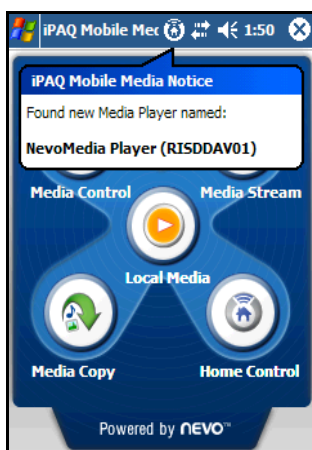 iPAQ Mobile Mec 1:50
iPAQ Mobile Media Notice
Found new Media Player named:
NevoMedia Player (RISDDAV01)
Media Control Media Stream
Local Media
Media Copy Home Control
Powered by nevo™